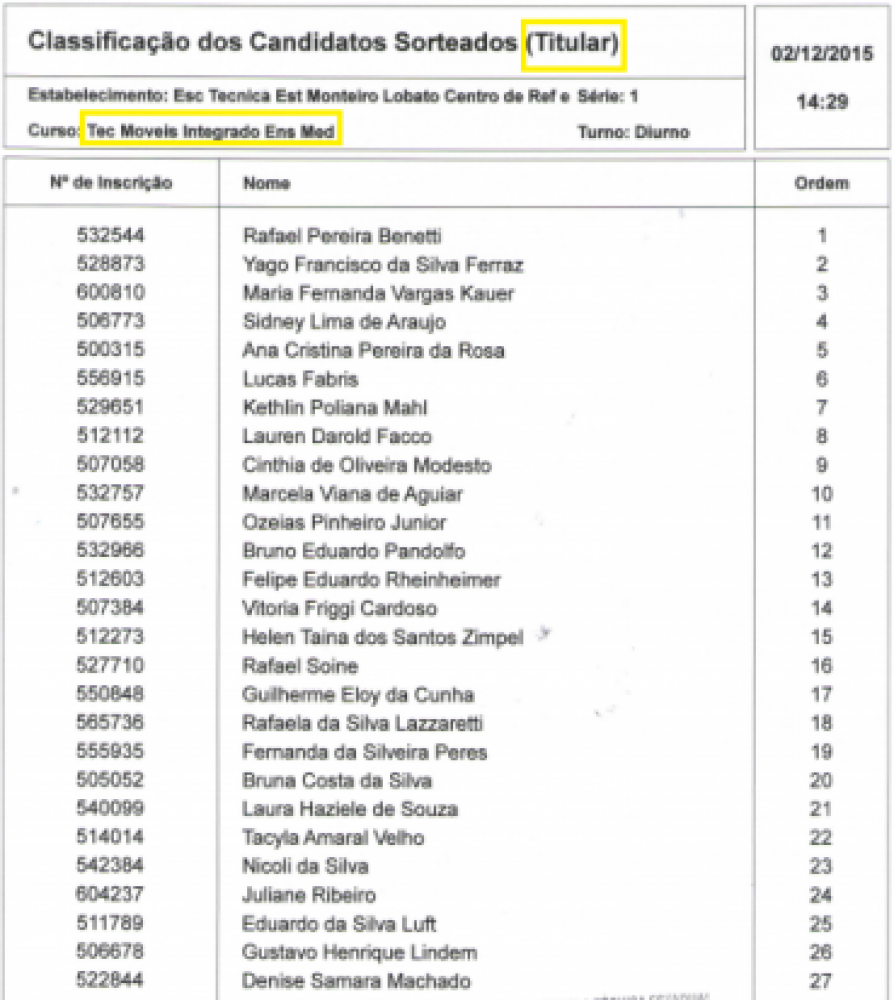 Classificação dos Candidatos Sorteados (Titular)
02/12/2015
Estabelecimento: Esc Tecnica Est Monteiro Lobato Centro de Ref e Série: 1
14:29
Curso: Tec Moveis Integrado Ens Med Turno: Diurno
Nº de Inscrição Nome Ordem
532544 Rafael Pereira Benetti 1
528873 Yago Francisco da Silva Ferraz 2
600810 Maria Fernanda Vargas Kauer 3
506773 Sidney Lima de Araujo 4
500315 Ana Cristina Pereira da Rosa 5
556915 Lucas Fabris 6
529651 Kethlin Poliana Mahl 7
512112 Lauren Darold Facco 8
507058 Cinthia de Oliveira Modesto 9
532757 Marcela Viana de Aguiar 10
507655 Ozeias Pinheiro Junior 11
532966 Bruno Eduardo Pandolfo 12
512603 Felipe Eduardo Rheinheimer 13
507384 Vitoria Friggi Cardoso 14
512273 Helen Taina dos Santos Zimpel 15
527710 Rafael Soine 16
550848 Guilherme Eloy da Cunha 17
565736 Rafaela da Silva Lazzaretti 18
555935 Fernanda da Silveira Peres 19
505052 Bruna Costa da Silva 20
540099 Laura Haziele de Souza 21
514014 Tacyla Amaral Velho 22
542384 Nicoli da Silva 23
604237 Juliane Ribeiro 24
511789 Eduardo da Silva Luft 25
506678 Gustavo Henrique Lindem 26
522844 Denise Samara Machado 27